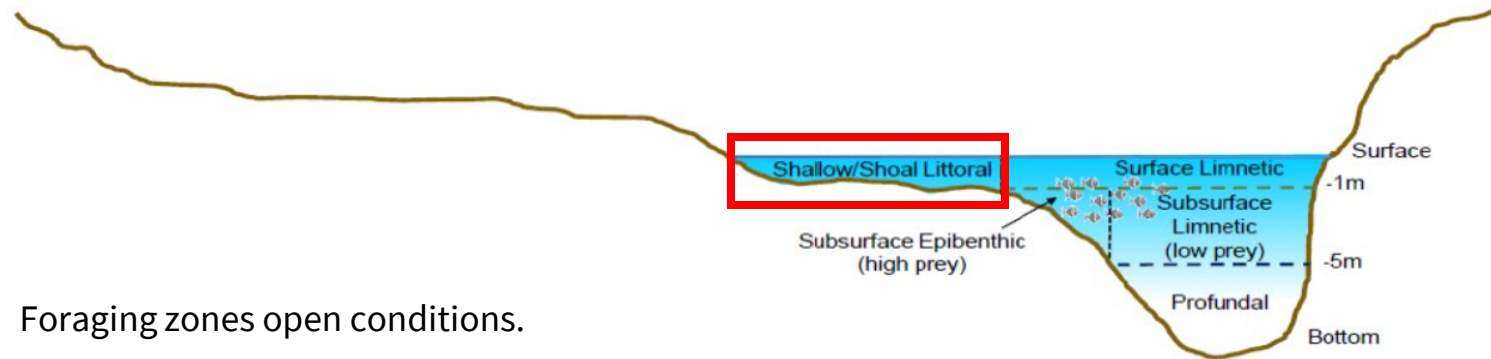 Surface
Shallow/Shoal Littoral
Surface Limnetic
-1m
Subsurface
Limnetic
(low prey)
Subsurface Epibenthic
(high prey)
-5m
Profundal
Foraging zones open conditions.
Bottom